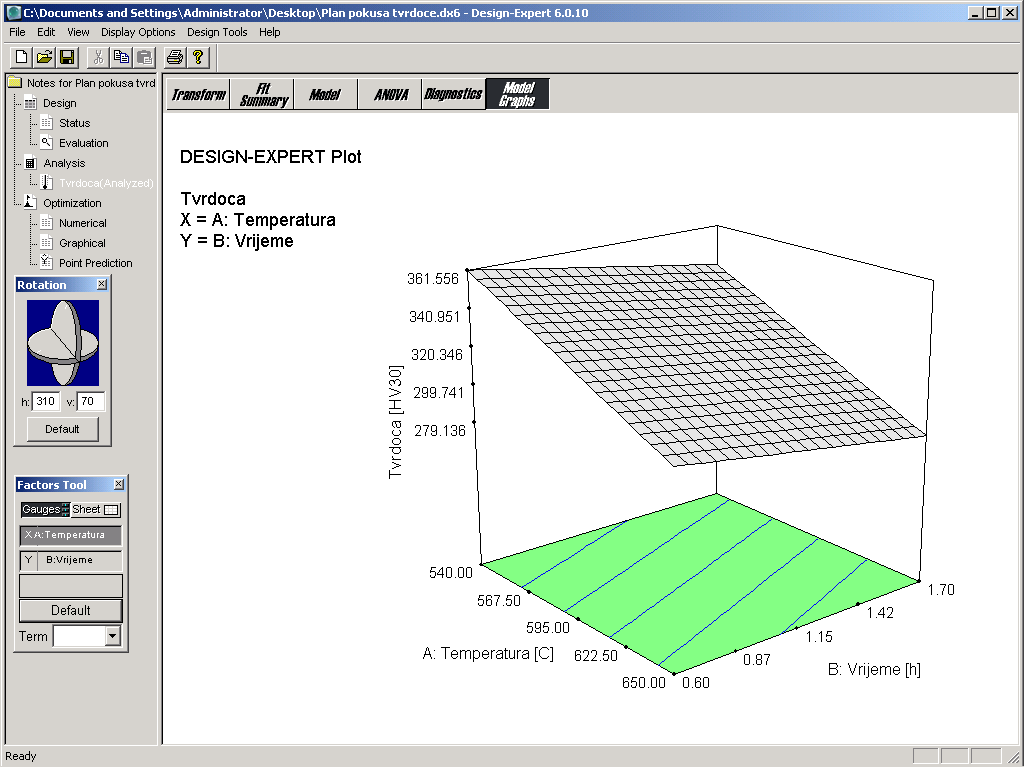 C:\Documents and Settings\Administrator\Desktop\Plan pokusa tvrdoce.dx6 - Design-Expert 6.0.10
File Edit View Display Options Design Tools Help
Notes for Plan pokusa tvrd
Design
Status
Evaluation
Analysis
Tvrdoca(Analyzed)
Optimization
Numerical
Graphical
Point Prediction
Rotation
h: 310 v: 70
Default
Factors Tool
Gauges Sheet
X A:Temperatura
Y B:Vrijeme
Default
Term
Transform
Fit
Summary
Model
ANOVA
Diagnostics
Model
Graphs
DESIGN-EXPERT Plot
Tvrdoca
X = A: Temperatura
Y = B: Vrijeme
361.556
340.951
320.346
299.741
279.136
Tvrdoca [HV30]
540.00
567.50
595.00
622.50
650.00
A: Temperatura [C]
0.60
0.87
1.15
1.42
1.70
B: Vrijeme [h]
Ready